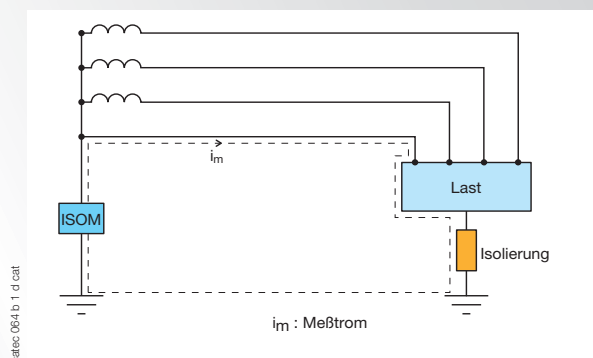 im
Last
ISOM
Isolierung
im : Meßtrom
atec 064 b 1 d cat